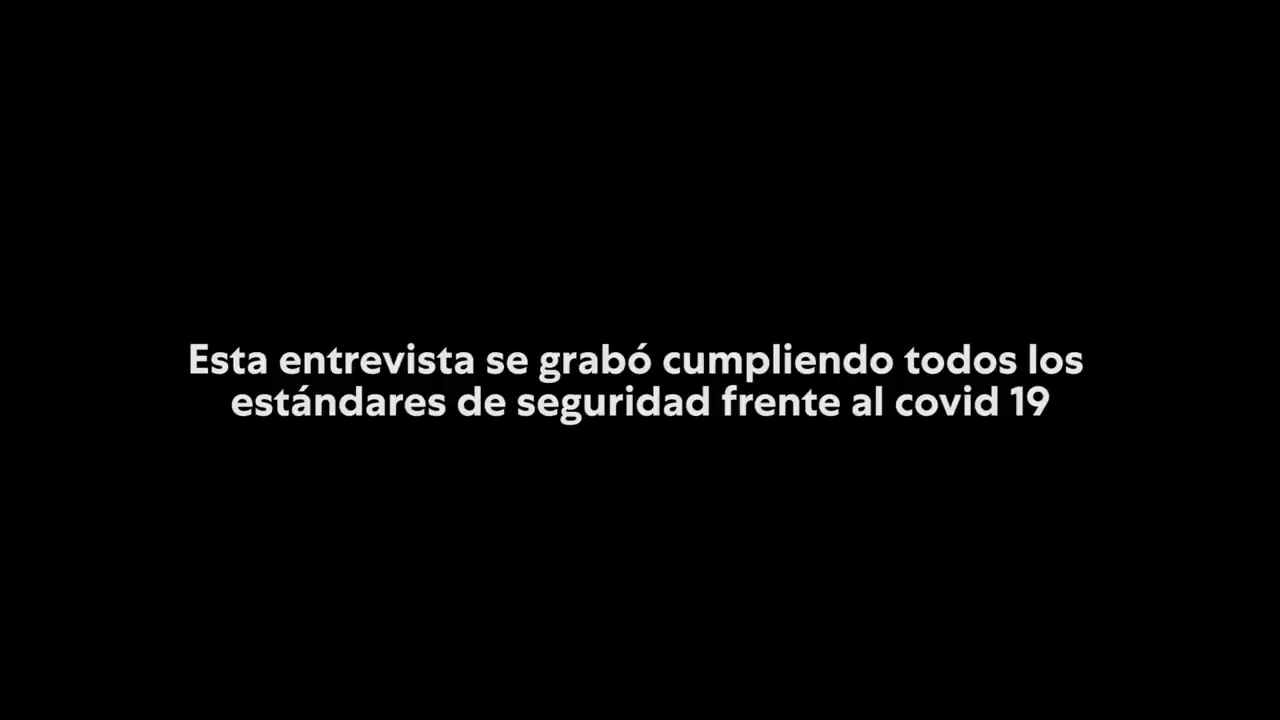 Esta entrevista se grabó cumpliendo todos los
estándares de seguridad frente al covid 19